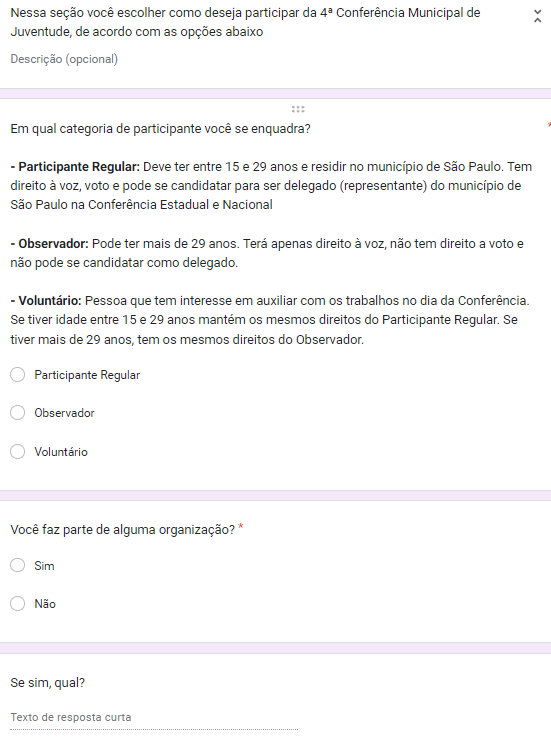 Nessa seção você escolher como deseja participar da 4ª Conferência Municipal de
Juventude, de acordo com as opções abaixo
Descrição (opcional)
Em qual categoria de participante você se enquadra?
*
- Participante Regular: Deve ter entre 15 e 29 anos e residir no município de São Paulo. Tem
direito à voz, voto e pode se candidatar para ser delegado (representante) do município de
São Paulo na Conferência Estadual e Nacional
- Observador: Pode ter mais de 29 anos. Terá apenas direito à voz, não tem direito a voto e
não pode se candidatar como delegado.
- Voluntário: Pessoa que tem interesse em auxiliar com os trabalhos no dia da Conferência.
Se tiver idade entre 15 e 29 anos mantém os mesmos direitos do Participante Regular. Se
tiver mais de 29 anos, tem os mesmos direitos do Observador.
Participante Regular
Observador
Voluntário
Você faz parte de alguma organização? *
Sim
Não
Se sim, qual?
Texto de resposta curta